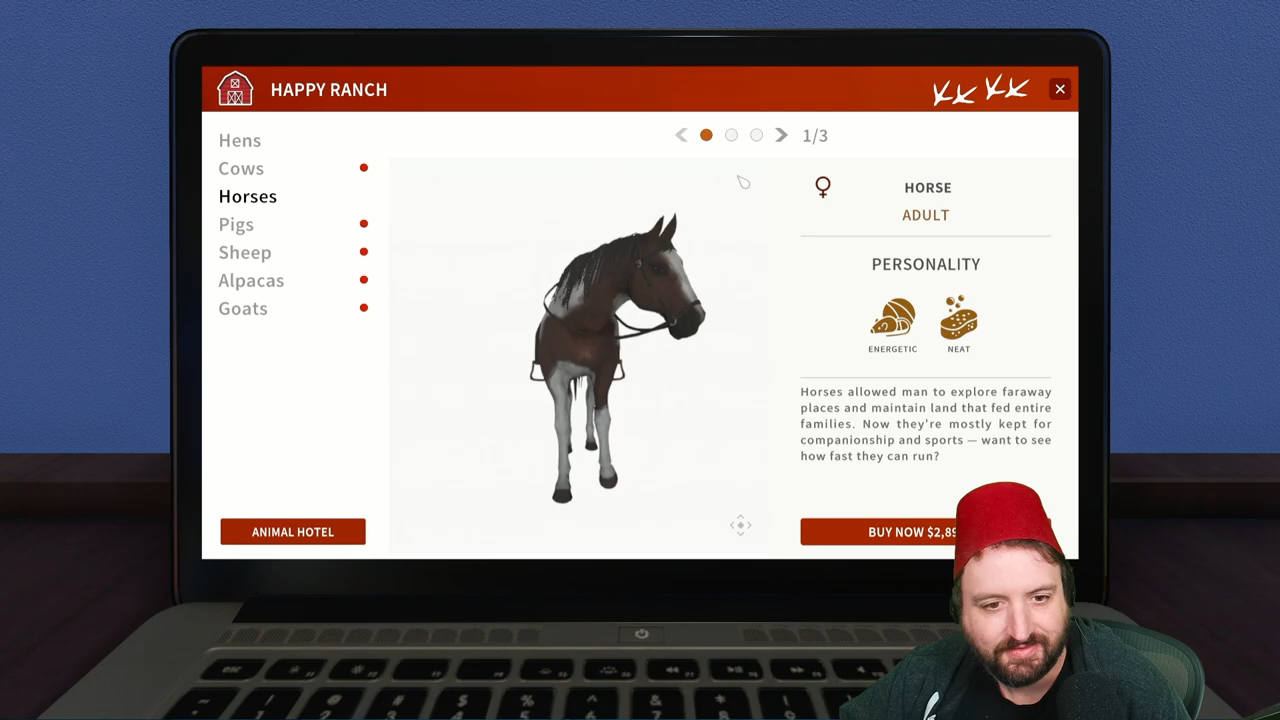 HAPPY RANCH
Hens
Cows
Horses
Pigs
Sheep
Alpacas
Goats
ANIMAL HOTEL
1/3
HORSE
ADULT
PERSONALITY
ENERGETIC
NEAT
Horses allowed man to explore faraway
places and maintain land that fed entire
families. Now they're mostly kept for
companionship and sports — want to see
how fast they can run?
BUY NOW
esc